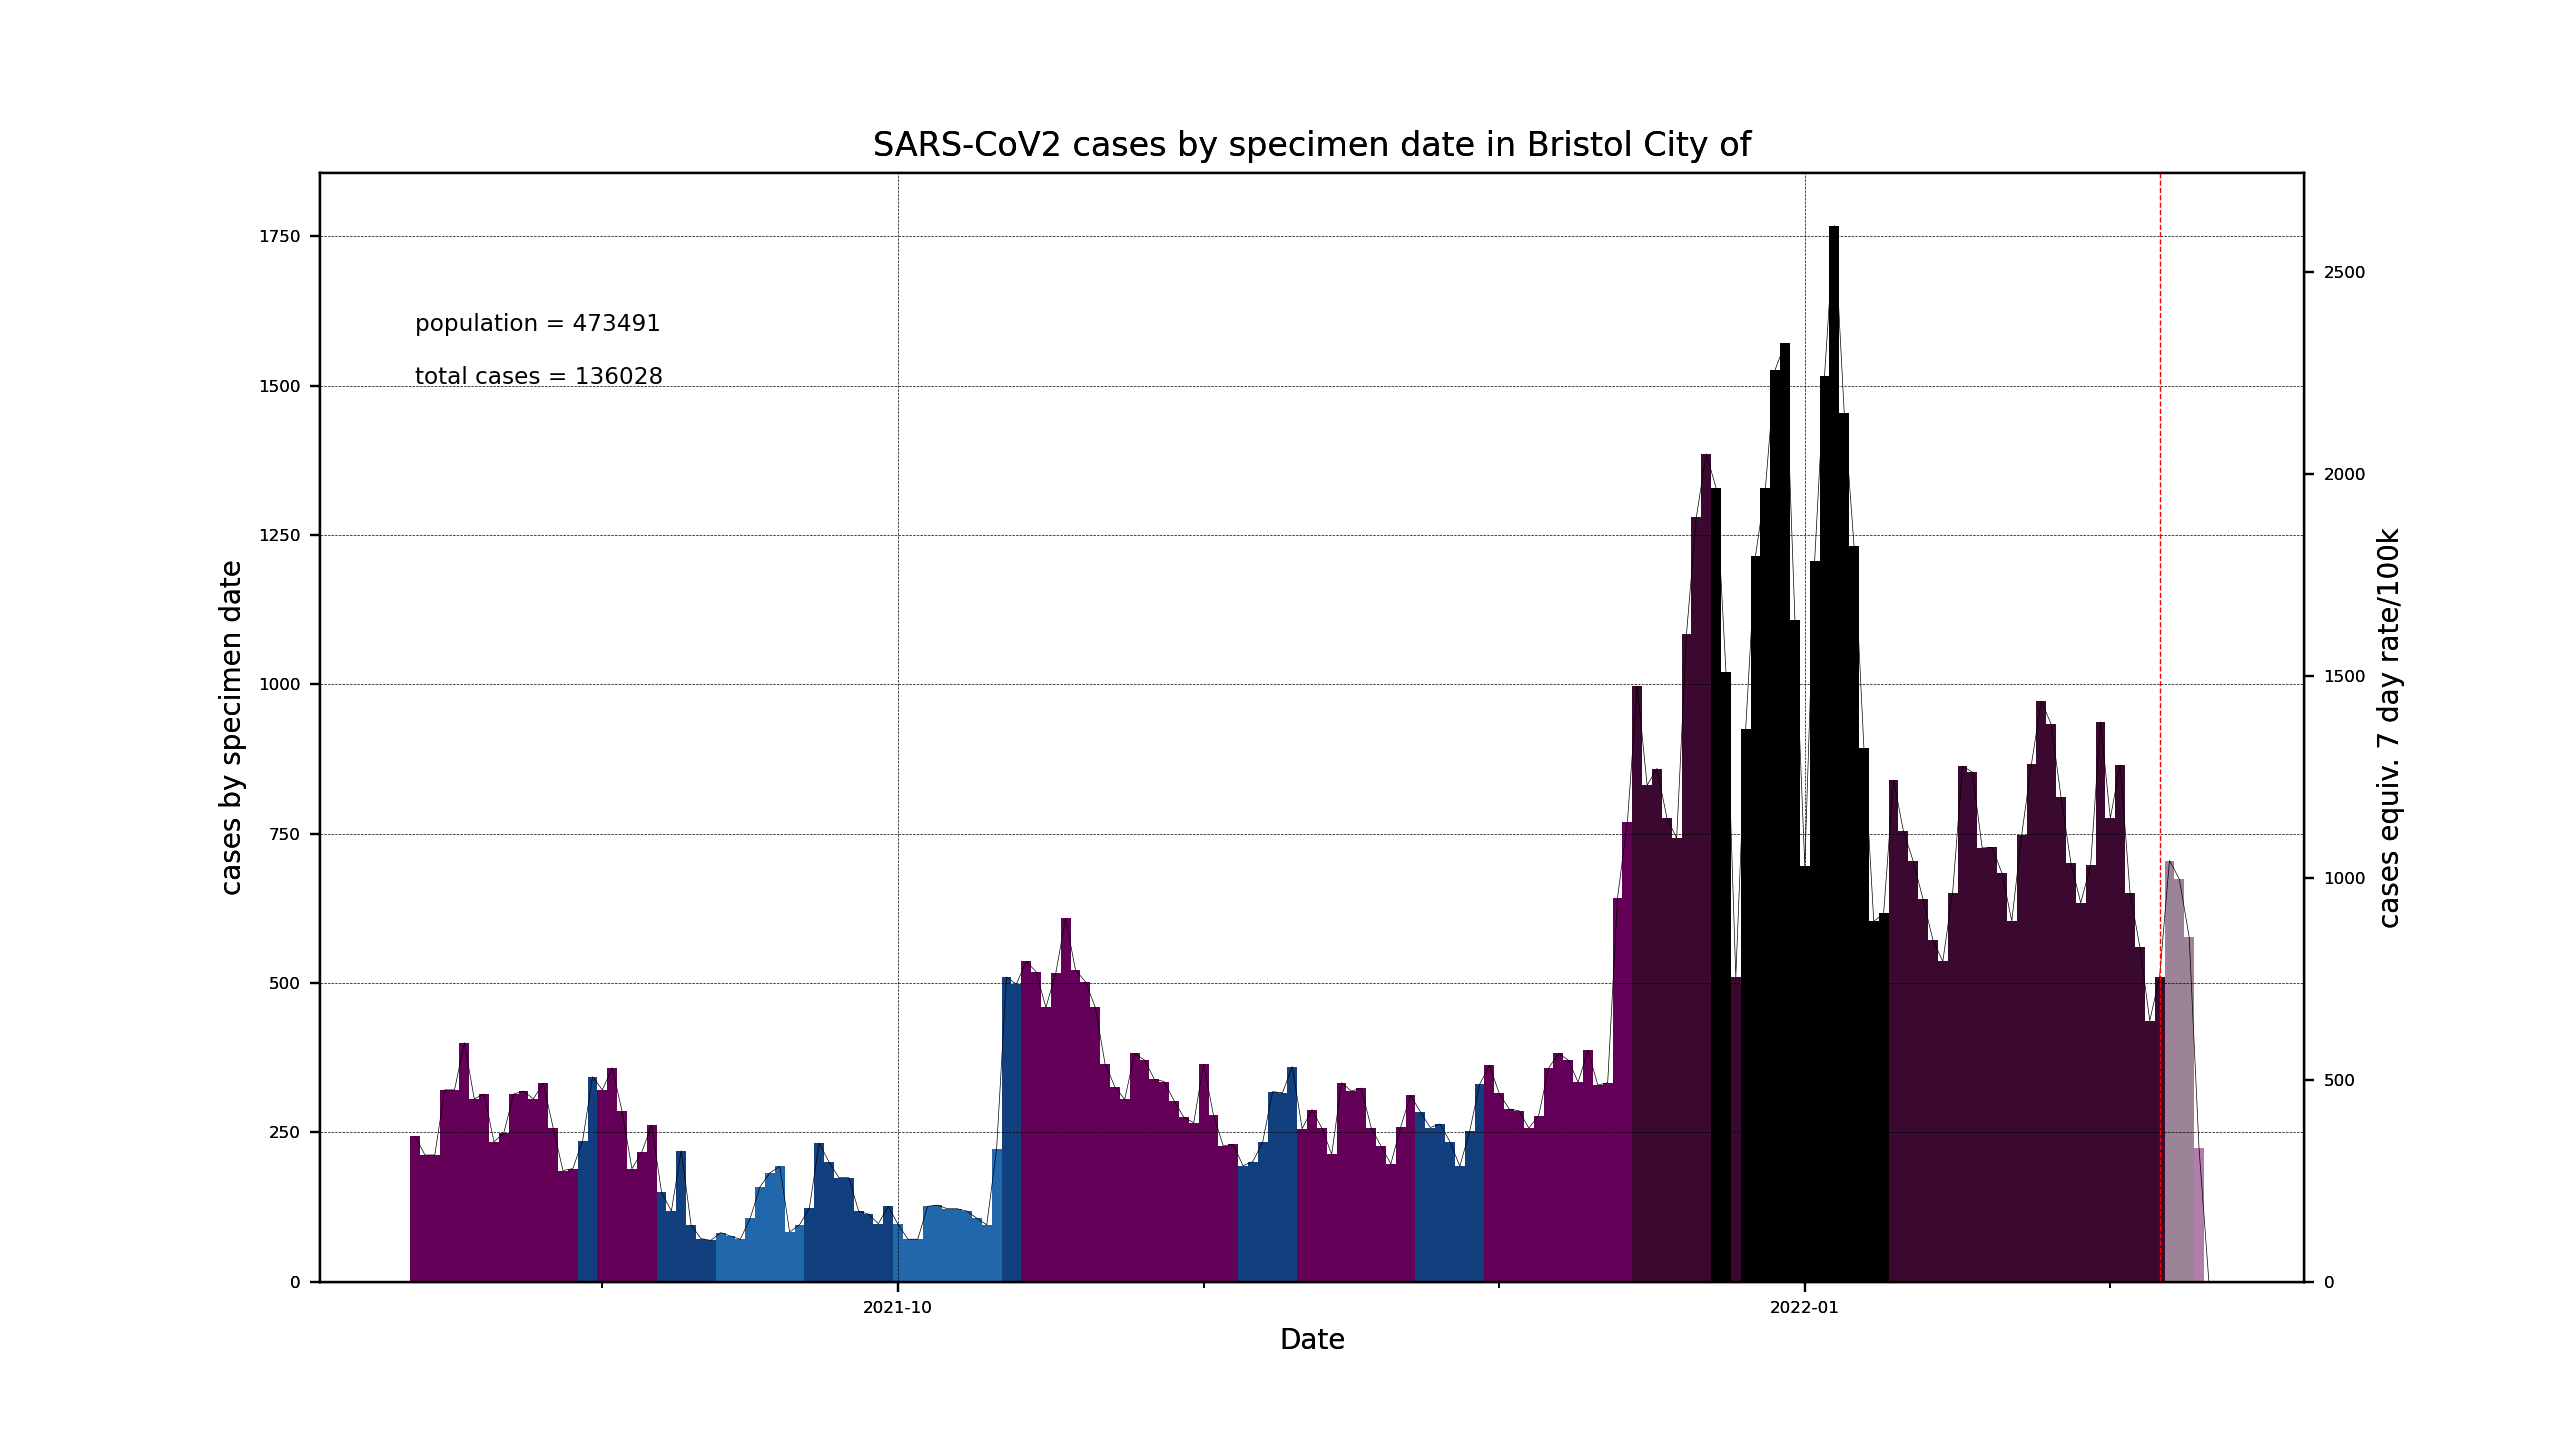 SARS-CoV2 cases by specimen date in Bristol City of
population = 473491
total cases = 136028
cases by specimen date
1750
1500
1250
1000
750
500
250
0
2500
2000
1500
1000
500
0
cases equiv. 7 day rate/100k
2021-10
2022-01
Date